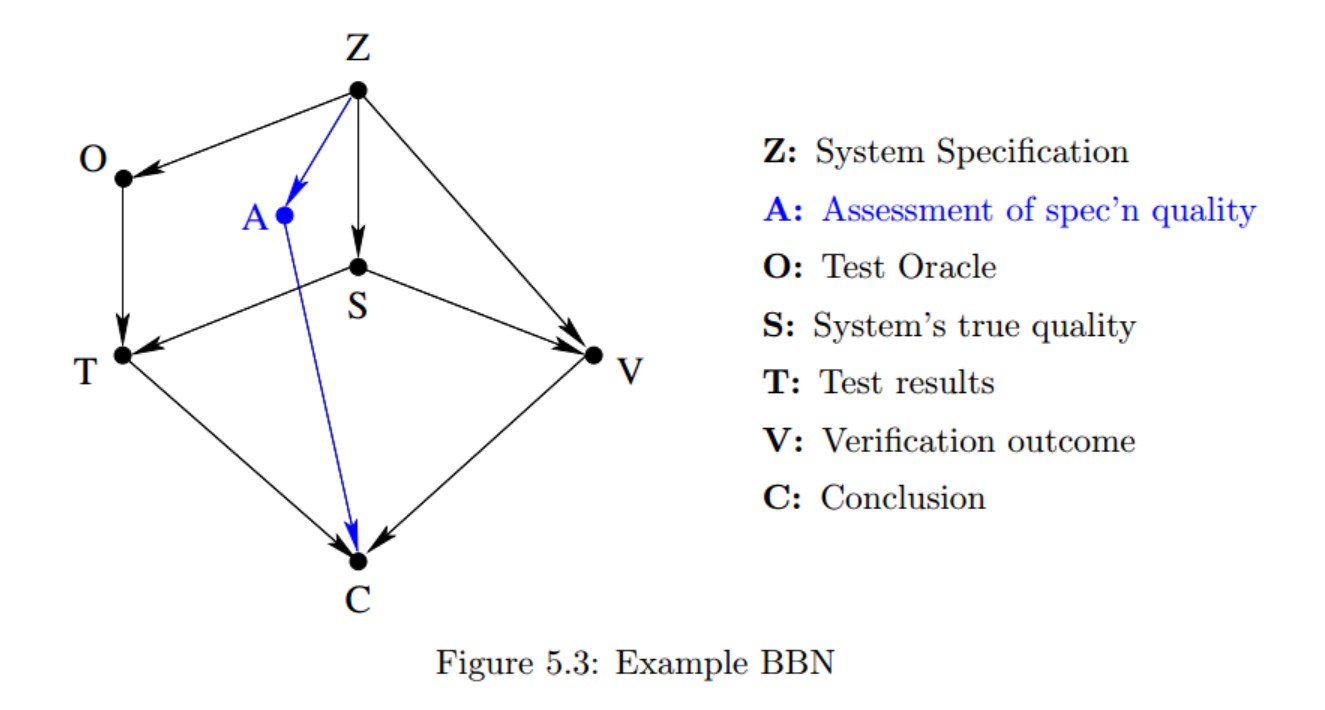 Z
O
A
S
T
V
C
Z: System Specification
A: Assessment of spec'n quality
O: Test Oracle
S: System's true quality
T: Test results
V: Verification outcome
C: Conclusion
Figure 5.3: Example BBN